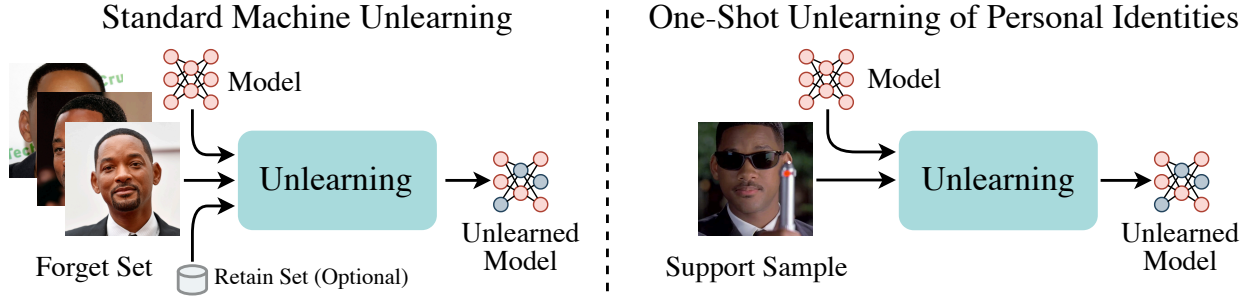 Standard Machine Unlearning
Model
Unlearning
Unlearned
Model
Forget Set
Retain Set (Optional)
One-Shot Unlearning of Personal Identities
Model
Unlearning
Unlearned
Model
Support Sample